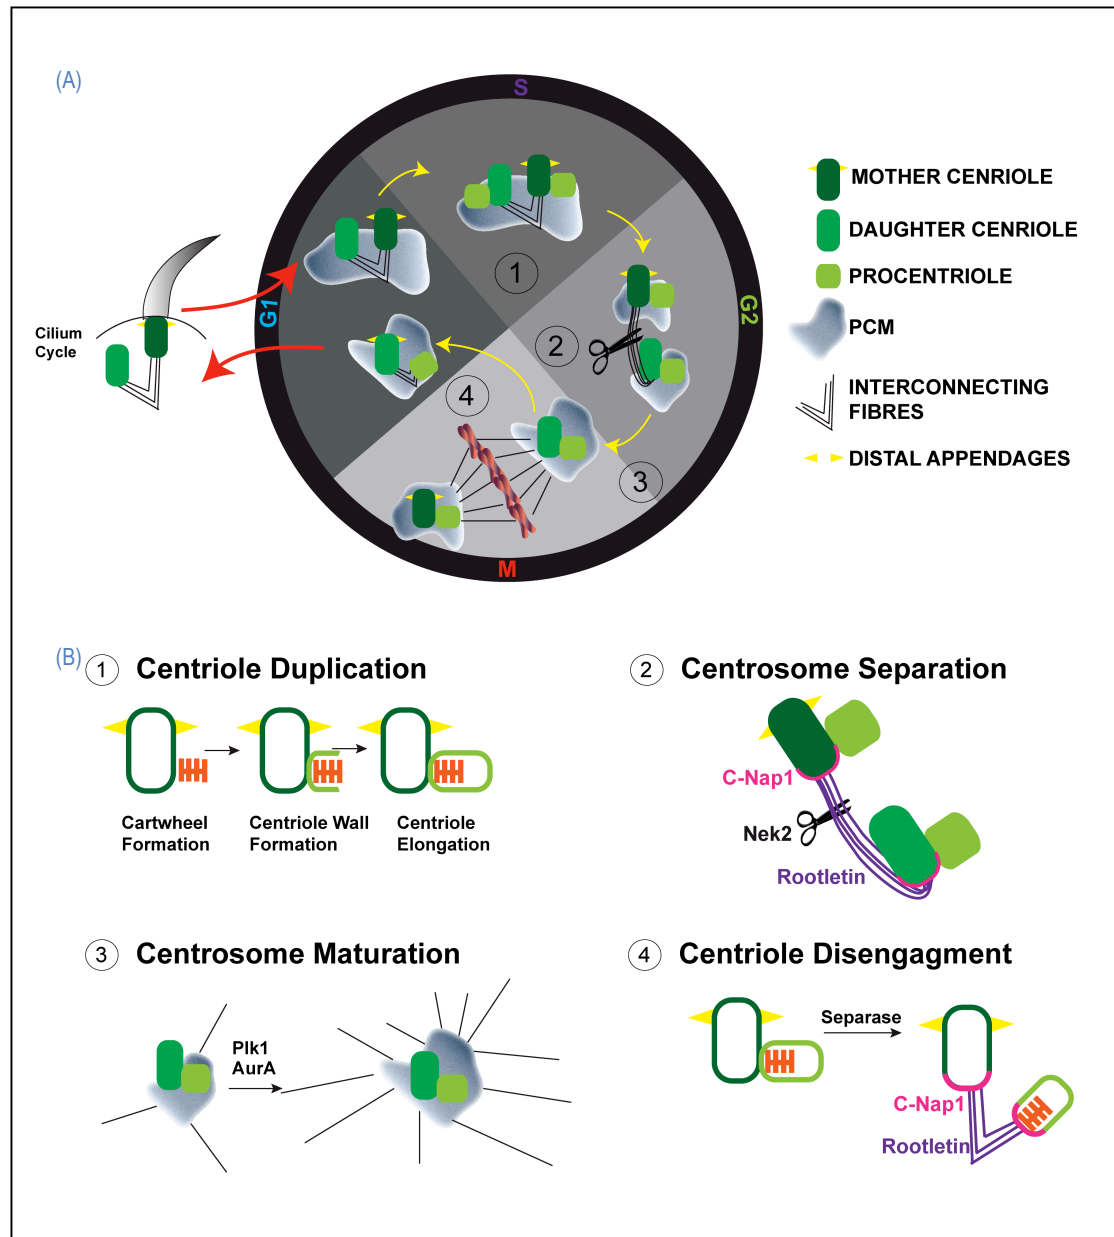 (A)
S
G1
G2
M
1
2
3
4
Cilium
Cycle
MOTHER CENRIOLE
DAUGHTER CENRIOLE
PROCENTRIOLE
PCM
INTERCONNECTING
FIBRES
DISTAL APPENDAGES
(B)
1 Centriole Duplication
Cartwheel
Formation
Centriole Wall
Formation
Centriole
Elongation
2 Centrosome Separation
C-Nap1
Nek2
Rootletin
3 Centrosome Maturation
Plk1
AurA
4 Centriole Disengagment
Separase
C-Nap1
Rootletin